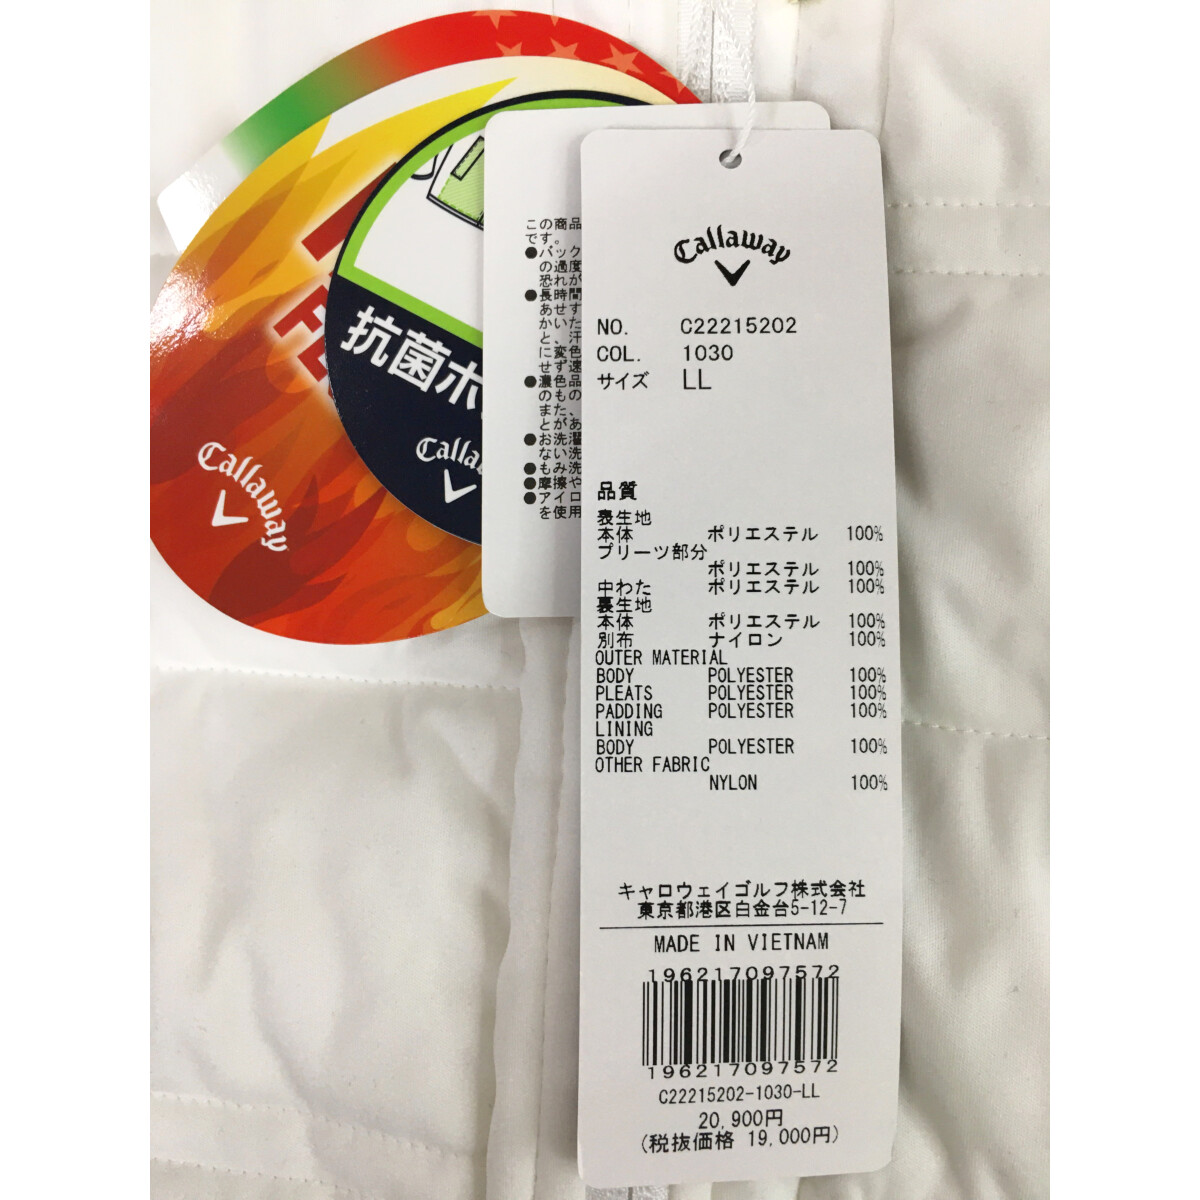 Callaway
NO. C22215202
COL. 1030
サイズ LL
品質
表生地
本体 ポリエステル 100%
プリーツ部分
ポリエステル 100%
中わた ポリエステル 100%
裏生地
本体 ポリエステル 100%
別布 ナイロン 100%
OUTER MATERIAL
BODY POLYESTER 100%
PLEATS POLYESTER 100%
PADDING POLYESTER 100%
LINING
BODY POLYESTER 100%
OTHER FABRIC
NYLON 100%
キャロウェイゴルフ株式会社
東京都港区白金台5-12-7
MADE IN VIETNAM
196217097572
196217097572
C22215202-1030-LL
20,900円
(税抜価格 19,000円)
この商品
です。
●バック
の過度
恐れが
●長時間
あせす
かいた
と、汗
に変色
せず速
●濃色品
のもの
また、
とがあ
●お洗濯
ない洗
●もみ洗
●摩擦や
●アイロ
を使用
抗菌ポ
Callaway
Callaway